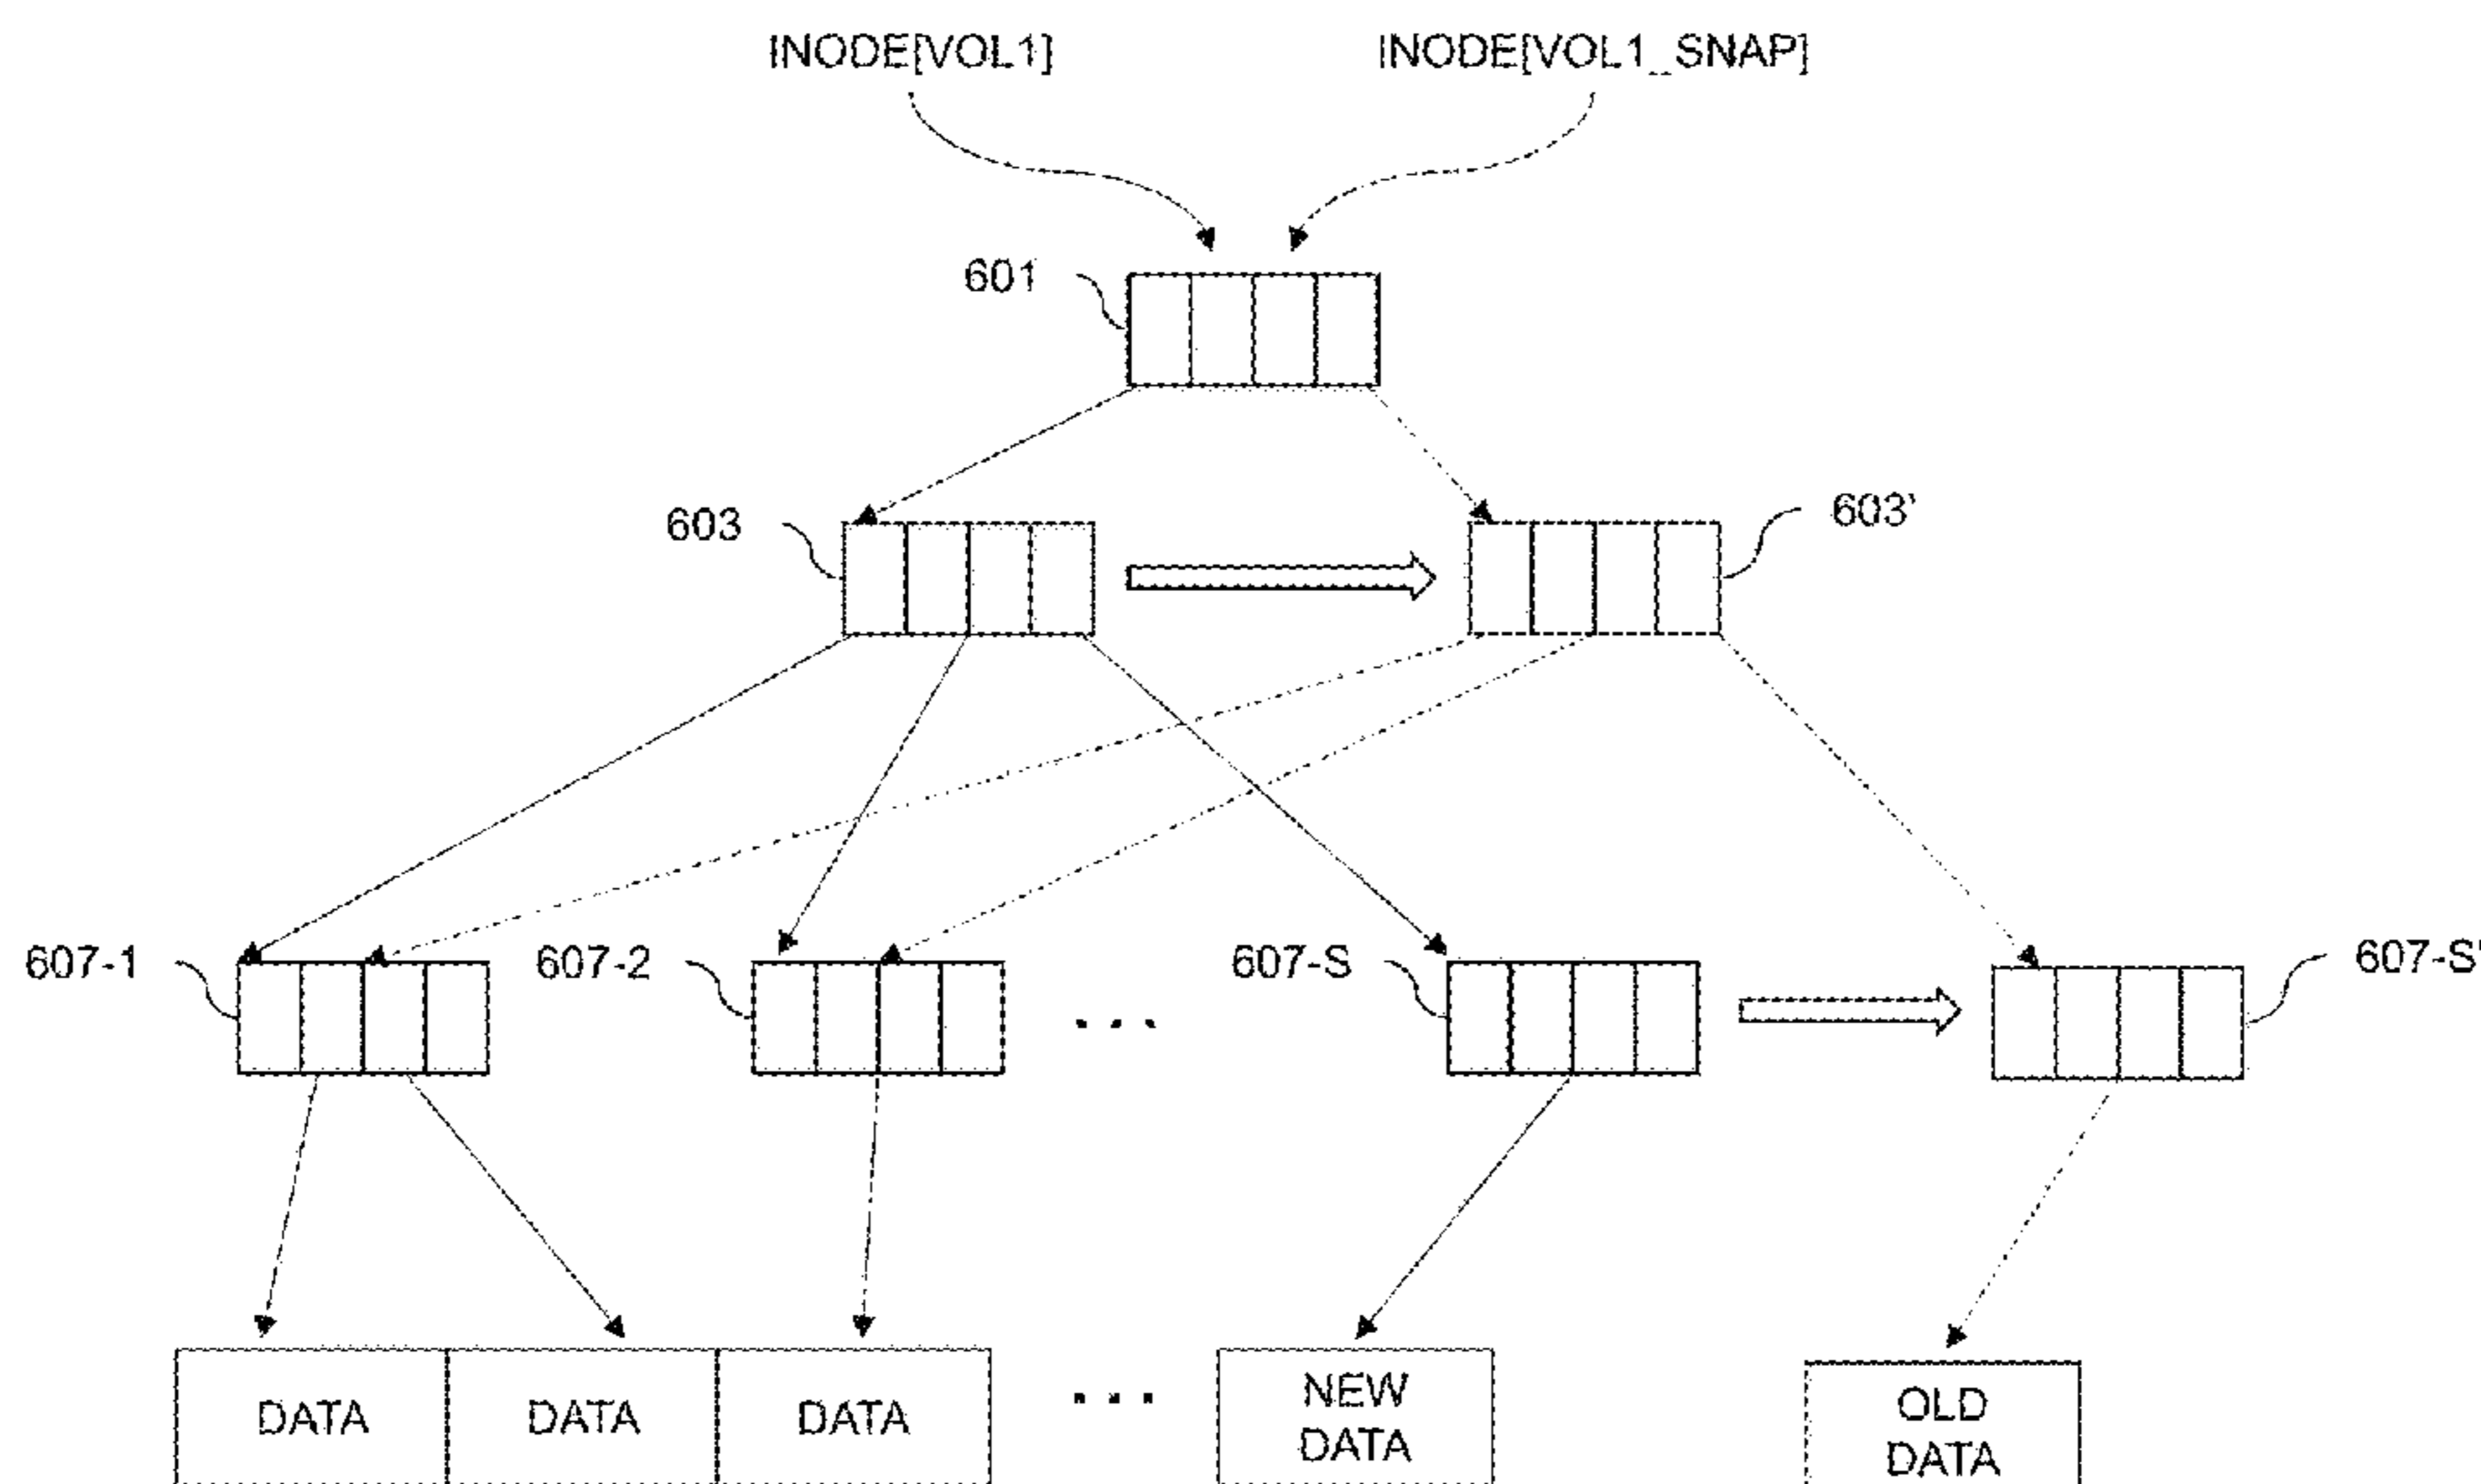 INODE[VOL1]
INODE[VOL1_SNAP]
601
603
603'
607-1
607-2
607-S
607-S'
DATA
DATA
DATA
NEW
DATA
OLD
DATA